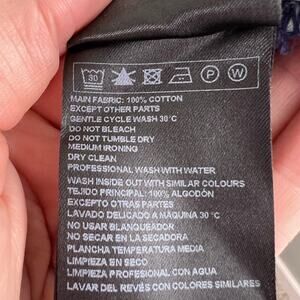 30 P W
MAIN FABRIC: 100% COTTON
EXCEPT OTHER PARTS
GENTLE CYCLE WASH 30°C
DO NOT BLEACH
DO NOT TUMBLE DRY
MEDIUM IRONING
DRY CLEAN
PROFESSIONAL WASH WITH WATER
WASH INSIDE OUT WITH SIMILAR COLOURS
TEJIDO PRINCIPAL: 100% ALGODÓN
EXCEPTO OTRAS PARTES
LAVADO DELICADO A MÁQUINA 30 °C
NO USAR BLANQUEADOR
NO SECAR EN LA SECADORA
PLANCHA TEMPERATURA MEDIA
LIMPIEZA EN SECO
LIMPIEZA PROFESIONAL CON AGUA
LAVAR DEL REVÉS CON COLORES SIMILARES